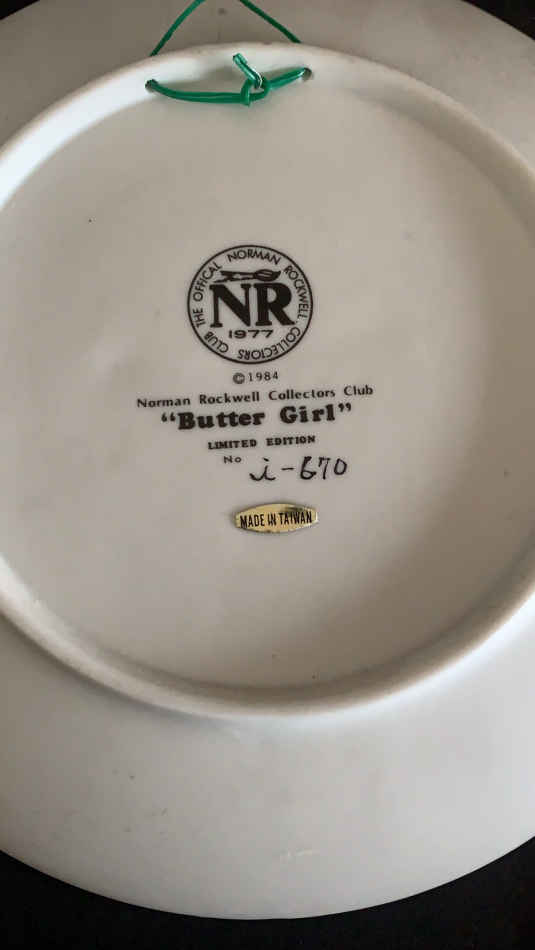 THE OFFICAL NORMAN ROCKWELL COLLECTORS CLUB
NR
1977
©1984
Norman Rockwell Collectors Club
“Butter Girl”
LIMITED EDITION
No i-670
MADE IN TAIWAN